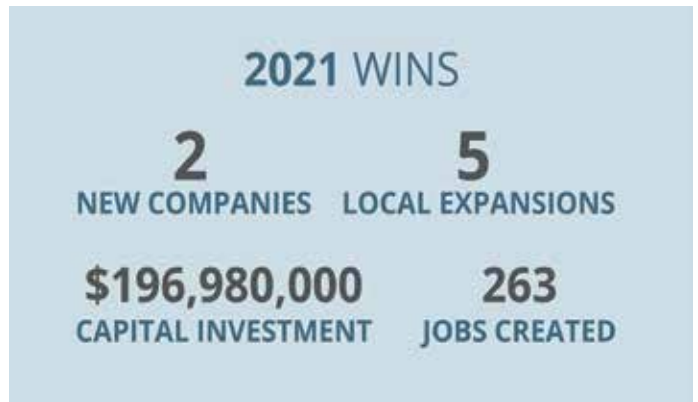 2021 WINS
2 5
NEW COMPANIES LOCAL EXPANSIONS
$196,980,000 263
CAPITAL INVESTMENT JOBS CREATED